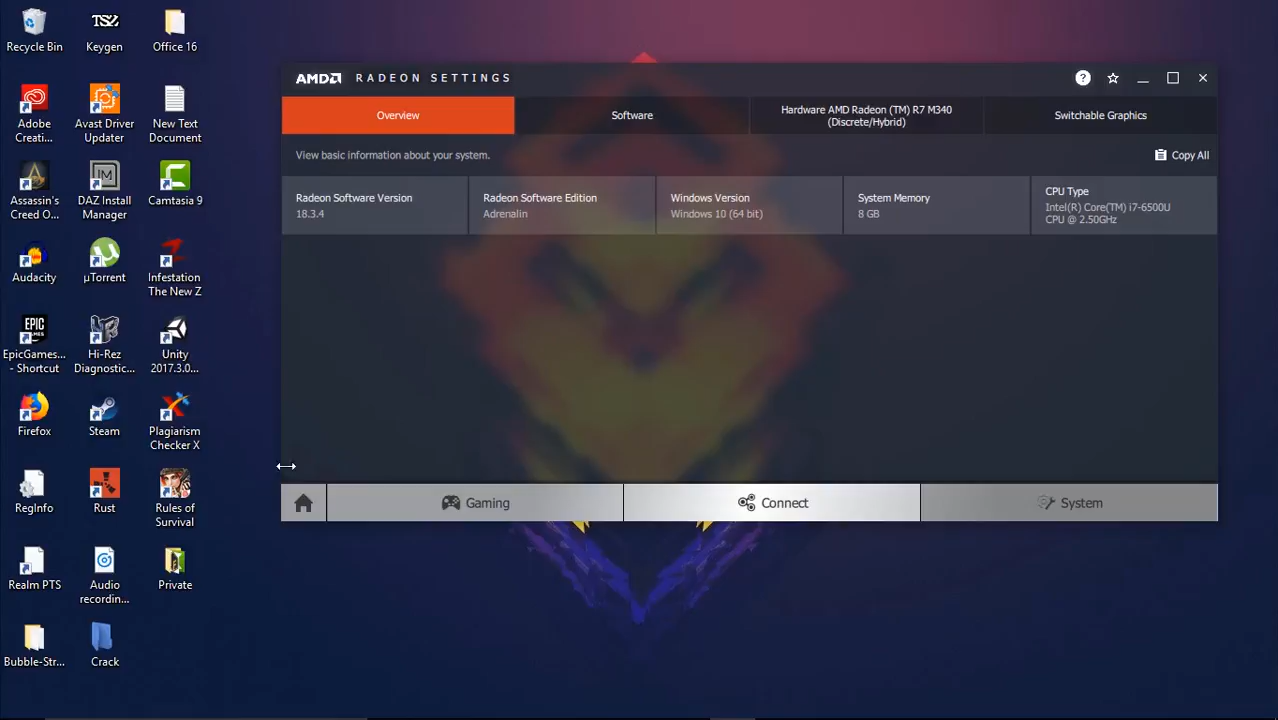 Recycle Bin
Keygen
Office 16
Adobe
Creati...
Avast Driver
Updater
New Text
Document
Assassin's
Creed O...
DAZ Install
Manager
Camtasia 9
Audacity
µTorrent
Infestation
The New Z
EPIC
GAMES
EpicGames...
- Shortcut
Hi-Rez
Diagnostic...
Unity
2017.3.0...
Firefox
Steam
Plagiarism
Checker X
RegInfo
Rust
Rules of
Survival
Realm PTS
Audio
recordin...
Private
Bubble-Str...
Crack
AMD RADEON SETTINGS
Overview
Software
Hardware AMD Radeon (TM) R7 M340
(Discrete/Hybrid)
Switchable Graphics
View basic information about your system.
Copy All
Radeon Software Version
18.3.4
Radeon Software Edition
Adrenalin
Windows Version
Windows 10 (64 bit)
System Memory
8 GB
CPU Type
Intel(R) Core(TM) i7-6500U
CPU @ 2.50GHz
Gaming
Connect
System